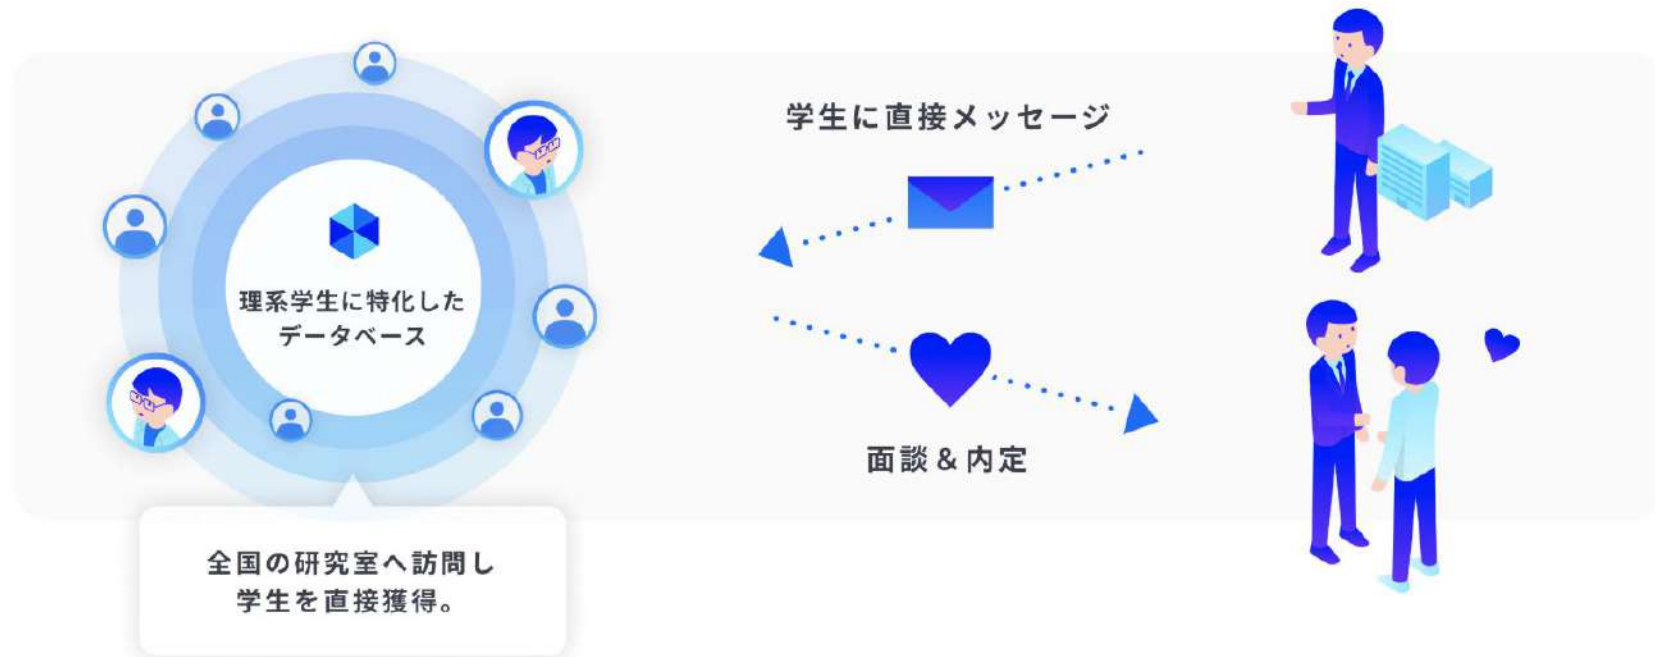 学生に直接メッセージ
理系学生に特化した
データベース
面談＆内定
全国の研究室へ訪問し
学生を直接獲得。